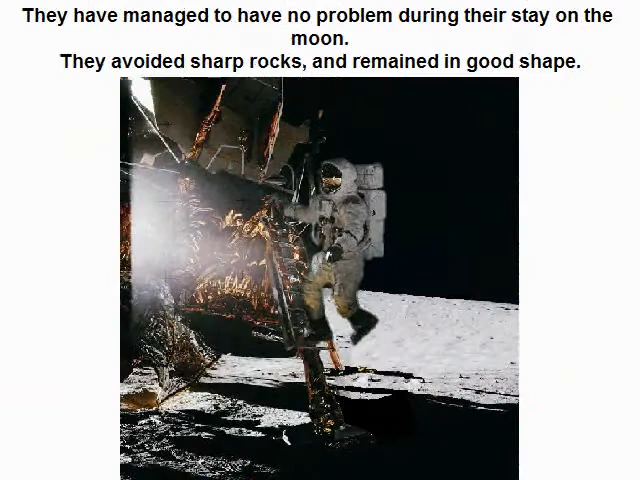 They have managed to have no problem during their stay on the
moon.
They avoided sharp rocks, and remained in good shape.